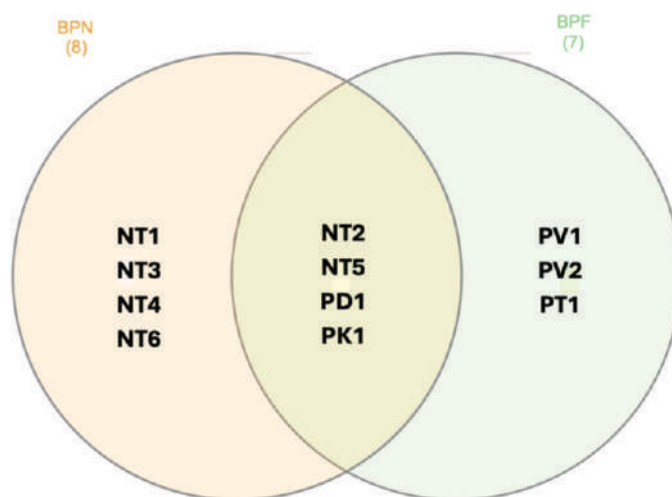 BPN
(8)
BPF
(7)
NT1
NT3
NT4
NT6
NT2
NT5
PD1
PK1
PV1
PV2
PT1